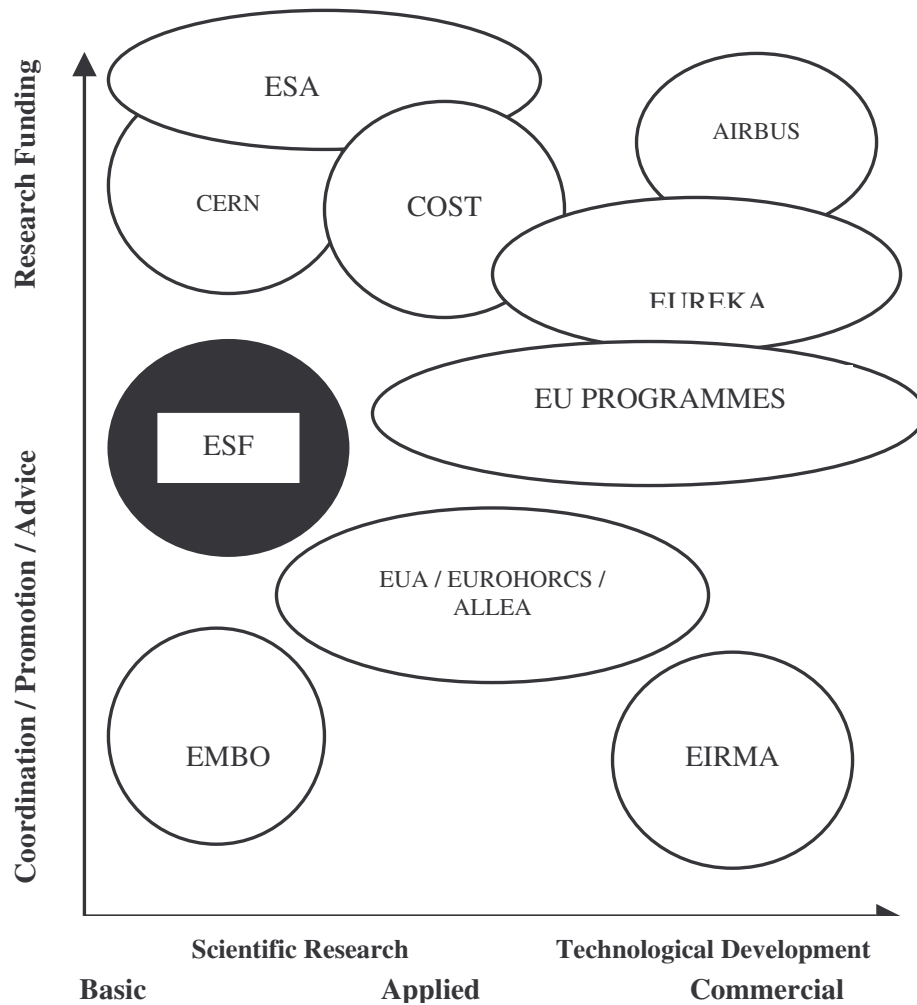 Research Funding
Coordination / Promotion / Advice
ESA
AIRBUS
CERN
COST
EUREKA
EU PROGRAMMES
ESF
EUA / EUROHORCS /
ALLEA
EMBO
EIRMA
Scientific Research
Technological Development
Basic
Applied
Commercial